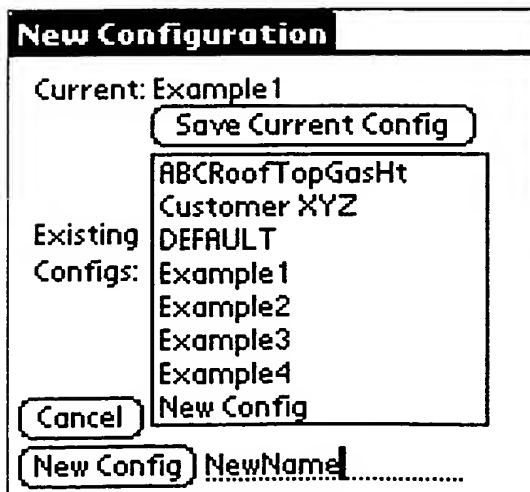 New Configuration
Current: Example1
Save Current Config
Existing
Configs:
ABCRoofTopGasHt
Customer XYZ
DEFAULT
Example1
Example2
Example3
Example4
New Config
Cancel
New Config NewName